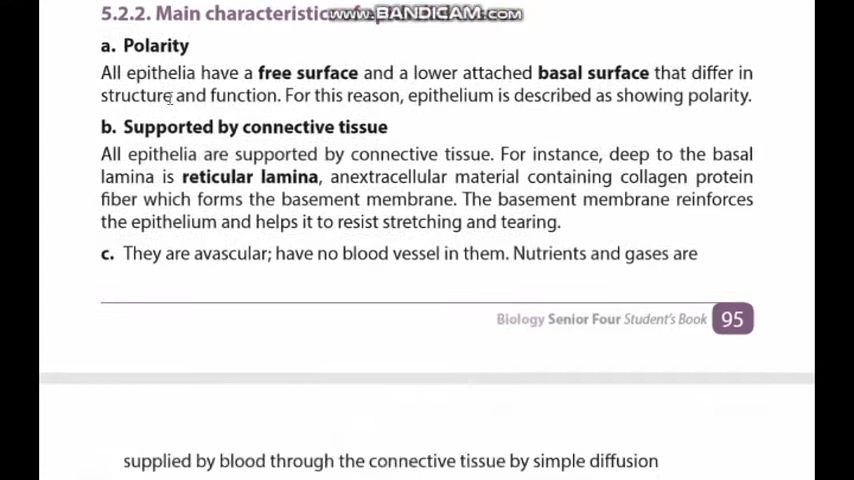 5.2.2. Main characteristics
www.BANDICAM.com
a. Polarity
All epithelia have a free surface and a lower attached basal surface that differ in
structure and function. For this reason, epithelium is described as showing polarity.
b. Supported by connective tissue
All epithelia are supported by connective tissue. For instance, deep to the basal
lamina is reticular lamina, anextracellular material containing collagen protein
fiber which forms the basement membrane. The basement membrane reinforces
the epithelium and helps it to resist stretching and tearing.
c. They are avascular; have no blood vessel in them. Nutrients and gases are
Biology Senior Four Student's Book 95
supplied by blood through the connective tissue by simple diffusion